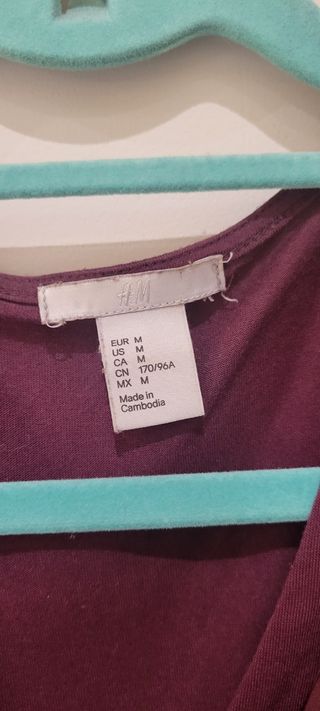 H&M
EUR M
US M
CA M
CN 170/96A
MX M
Made in
Cambodia